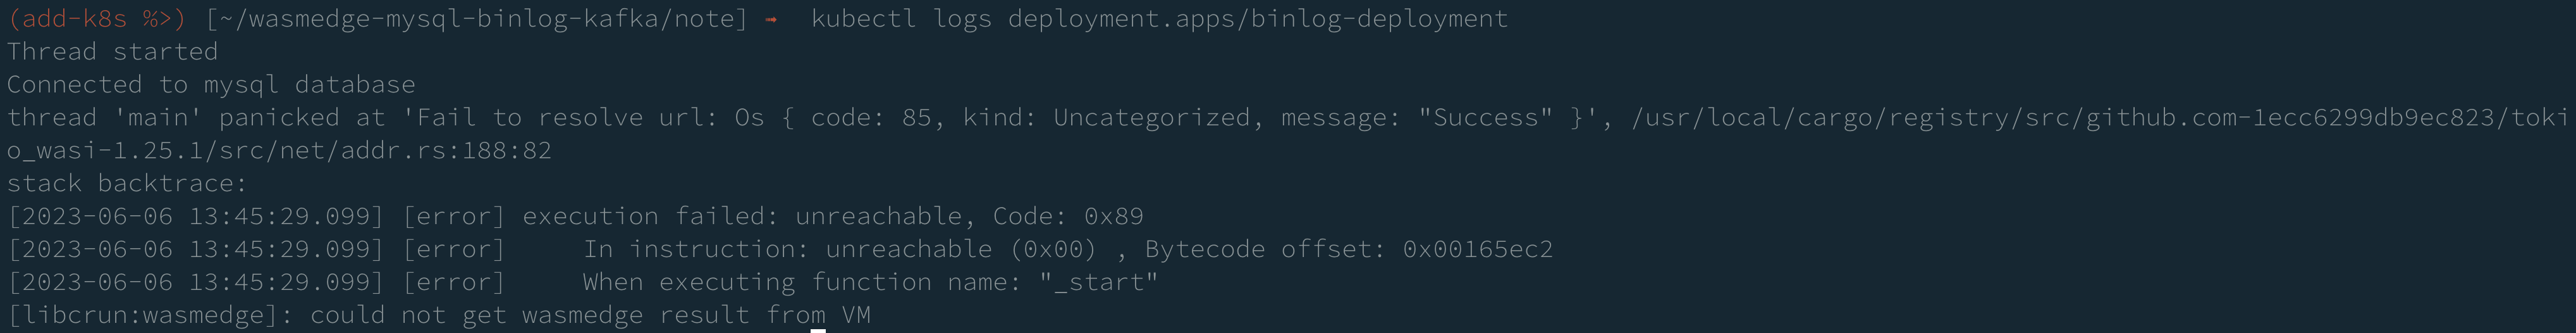 (add-k8s %>) [~/wasmedge-mysql-binlog-kafka/note] ➟  kubectl logs deployment.apps/binlog-deployment
Thread started
Connected to mysql database
thread 'main' panicked at 'Fail to resolve url: Os { code: 85, kind: Uncategorized, message: "Success" }', /usr/local/cargo/registry/src/github.com-1ecc6299db9ec823/toki
o_wasi-1.25.1/src/net/addr.rs:188:82
stack backtrace:
[2023-06-06 13:45:29.099] [error] execution failed: unreachable, Code: 0x89
[2023-06-06 13:45:29.099] [error]     In instruction: unreachable (0x00) , Bytecode offset: 0x00165ec2
[2023-06-06 13:45:29.099] [error]     When executing function name: "_start"
[libcrun:wasmedge]: could not get wasmedge result from VM